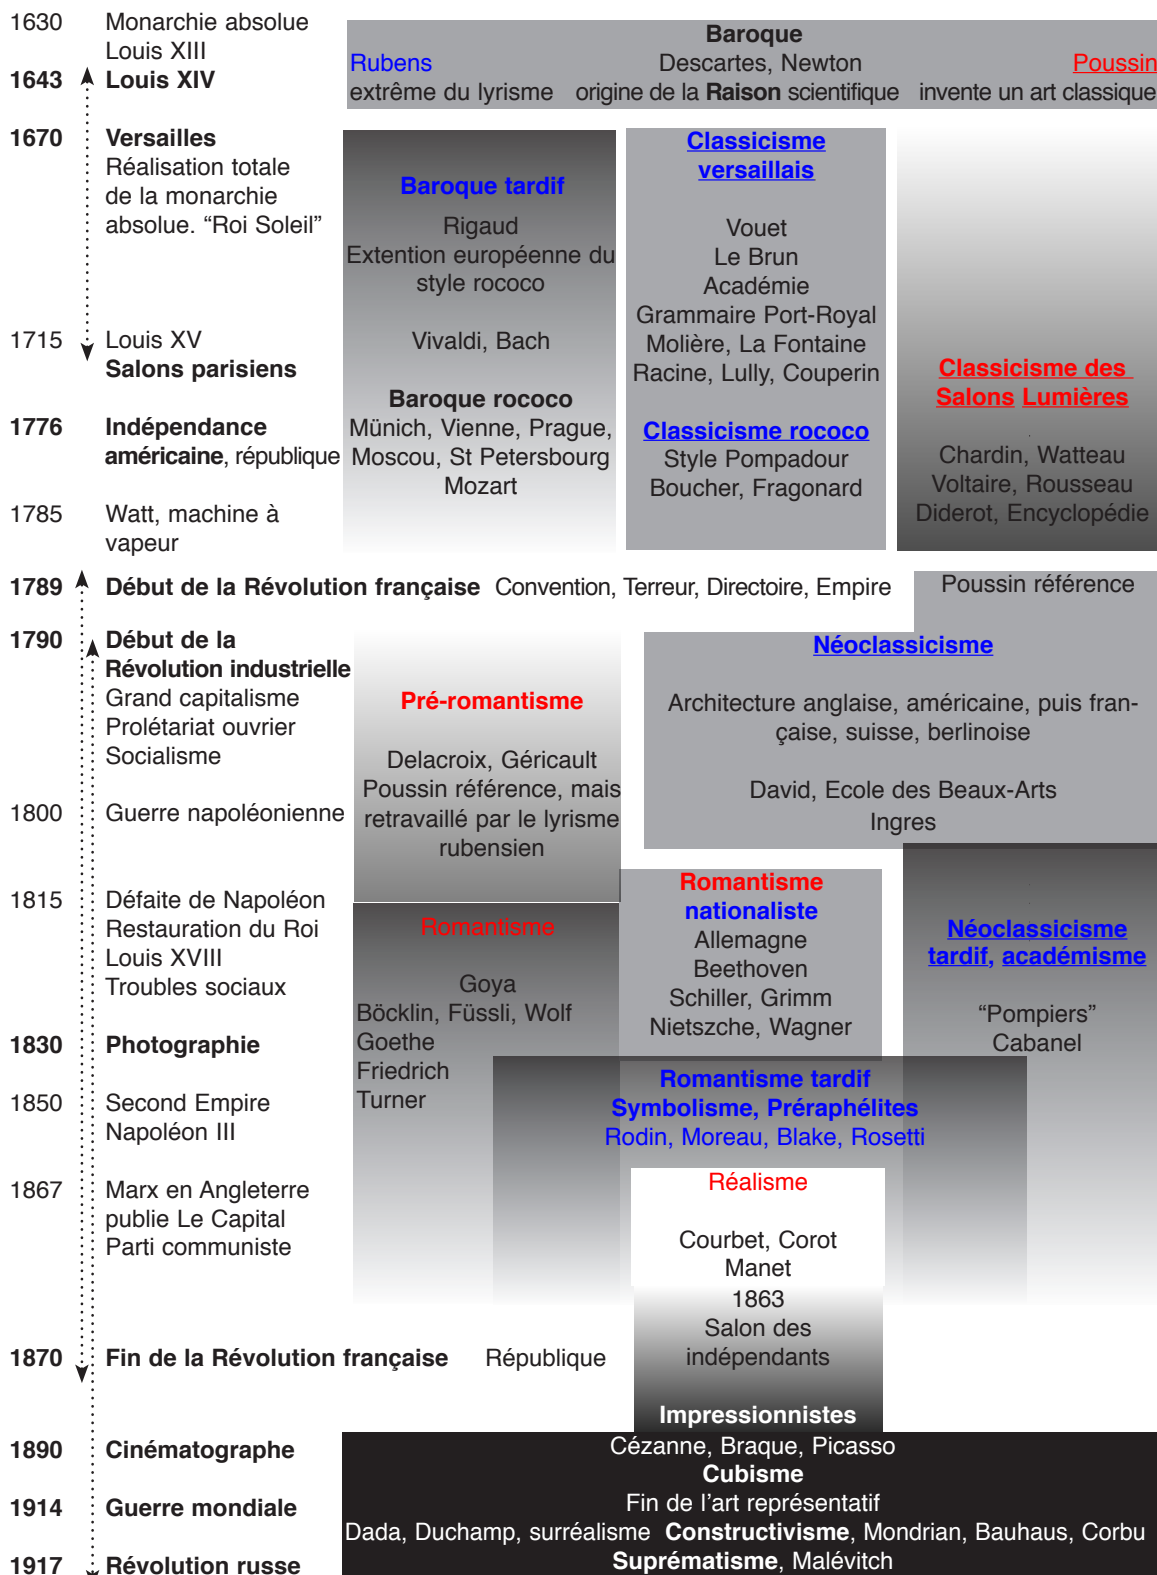 1630 Monarchie absolue
Louis XIII
1643 Louis XIV
Baroque
Rubens Descartes, Newton Poussin
extrême du lyrisme origine de la Raison scientifique invente un art classique
1670 Versailles
Réalisation totale
de la monarchie
absolue. “Roi Soleil”
1715 Louis XV
Salons parisiens
1776 Indépendance
américaine, république
1785 Watt, machine à
vapeur
Baroque tardif
Rigaud
Extention européenne du
style rococo
Vivaldi, Bach
Baroque rococo
Münich, Vienne, Prague,
Moscou, St Petersbourg
Mozart
Classicisme
versaillais
Vouet
Le Brun
Académie
Grammaire Port-Royal
Molière, La Fontaine
Racine, Lully, Couperin
Classicisme rococo
Style Pompadour
Boucher, Fragonard
Classicisme des
Salons Lumières
Chardin, Watteau
Voltaire, Rousseau
Diderot, Encyclopédie
1789 Début de la Révolution française Convention, Terreur, Directoire, Empire
Poussin référence
1790 Début de la
Révolution industrielle
Grand capitalisme
Prolétariat ouvrier
Socialisme
1800 Guerre napoléonienne
Pré-romantisme
Delacroix, Géricault
Poussin référence, mais
retravaillé par le lyrisme
rubensien
Néoclassicisme
Architecture anglaise, américaine, puis fran-
çaise, suisse, berlinoise
David, Ecole des Beaux-Arts
Ingres
1815 Défaite de Napoléon
Restauration du Roi
Louis XVIII
Troubles sociaux
1830 Photographie
1850 Second Empire
Napoléon III
1867 Marx en Angleterre
publie Le Capital
Parti communiste
Romantisme
Goya
Böcklin, Füssli, Wolf
Goethe
Friedrich
Turner
Romantisme
nationaliste
Allemagne
Beethoven
Schiller, Grimm
Nietszche, Wagner
Néoclassicisme
tardif, académisme
“Pompiers”
Cabanel
Romantisme tardif
Symbolisme, Préraphélites
Rodin, Moreau, Blake, Rosetti
Réalisme
Courbet, Corot
Manet
1863
Salon des
indépendants
1870 Fin de la Révolution française République
Impressionnistes
1890 Cinématographe
1914 Guerre mondiale
1917 Révolution russe
Cézanne, Braque, Picasso
Cubisme
Fin de l’art représentatif
Dada, Duchamp, surréalisme Constructivisme, Mondrian, Bauhaus, Corbu
Suprématisme, Malévitch